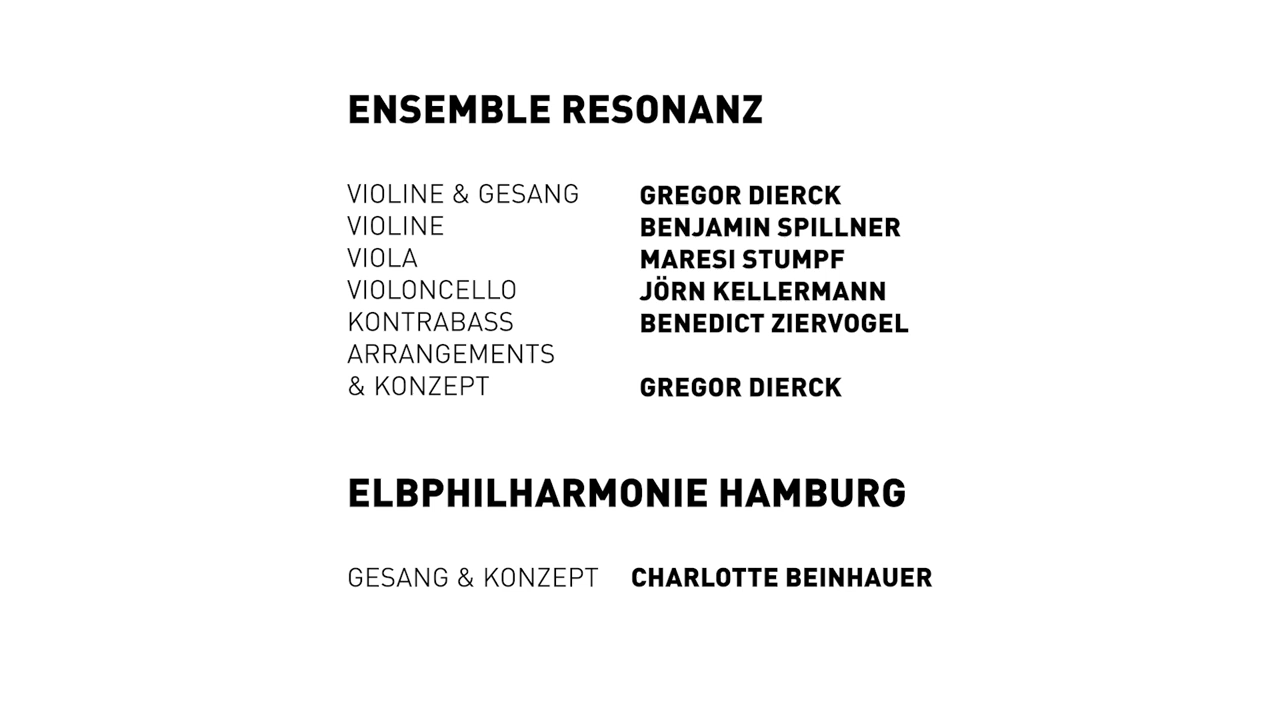 ENSEMBLE RESONANZ
VIOLINE & GESANG GREGOR DIERCK
VIOLINE BENJAMIN SPILLNER
VIOLA MARESI STUMPF
VIOLONCELLO JÖRN KELLERMANN
KONTRABASS BENEDICT ZIERVOGEL
ARRANGEMENTS
& KONZEPT GREGOR DIERCK
ELBPHILHARMONIE HAMBURG
GESANG & KONZEPT CHARLOTTE BEINHAUER